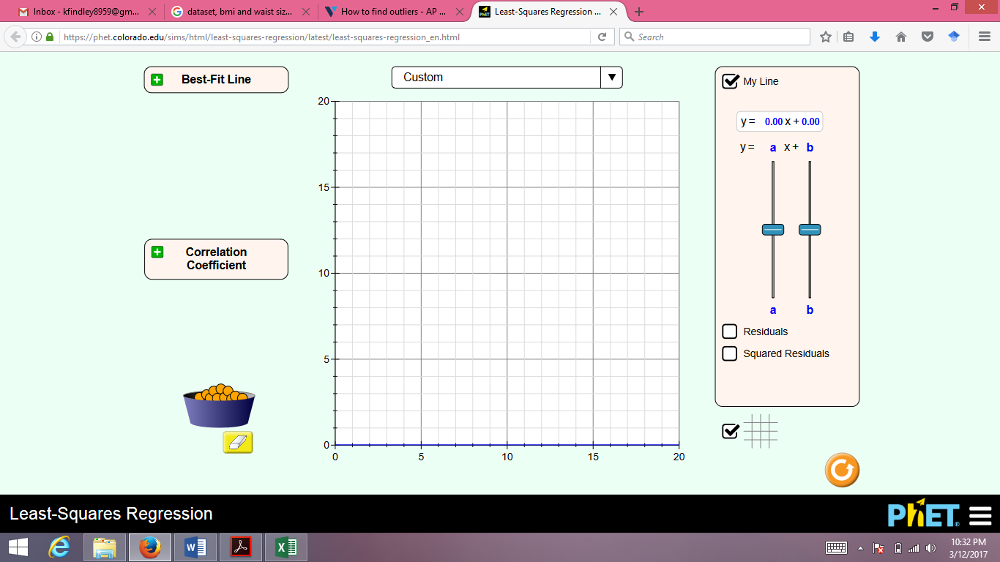 Inbox - kfindley8959@gm...
dataset, bmi and waist siz...
How to find outliers - AP ...
Least-Squares Regression ...
https://phet.colorado.edu/sims/html/least-squares-regression/latest/least-squares-regression_en.html
Search
Best-Fit Line
Custom
My Line
y = 0.00 x + 0.00
y = a x + b
a b
Residuals
Squared Residuals
Correlation
Coefficient
20
15
10
5
0
0 5 10 15 20
Least-Squares Regression
PhET
10:32 PM
3/12/2017